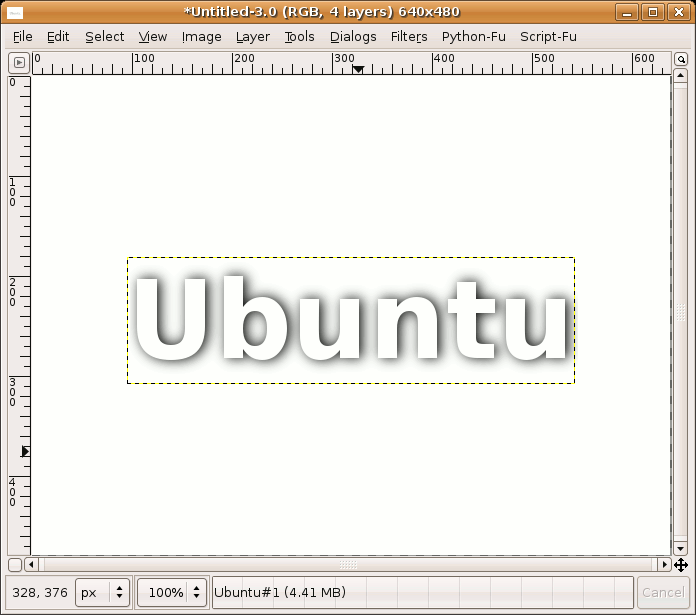 *Untitled-3.0 (RGB, 4 layers) 640x480
File Edit Select View Image Layer Tools Dialogs Filters Python-Fu Script-Fu
0 100 200 300 400 500 600
0
100
200
300
400
Ubuntu
328, 376 px 100% Ubuntu#1 (4.41 MB) Cancel